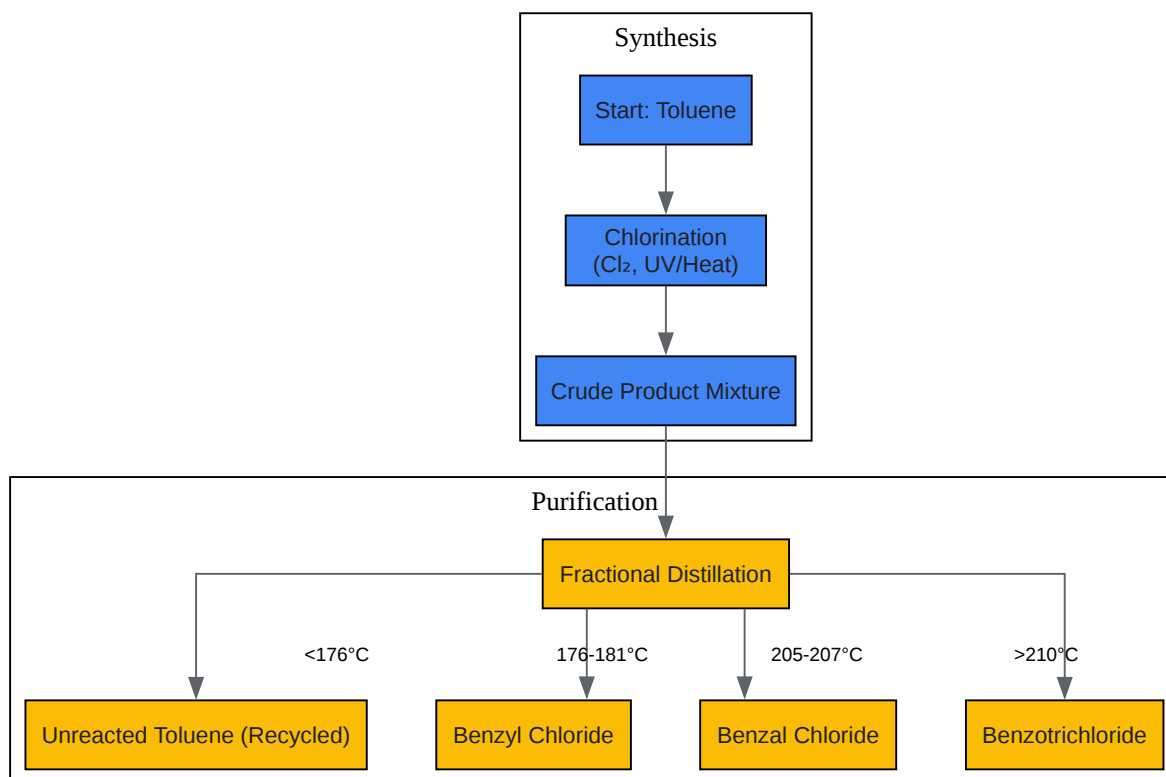 Synthesis
Start: Toluene
Chlorination
(Cl₂, UV/Heat)
Crude Product Mixture
Purification
Fractional Distillation
<176°C
176-181°C
205-207°C
>210°C
Unreacted Toluene (Recycled)
Benzyl Chloride
Benzal Chloride
Benzotrichloride